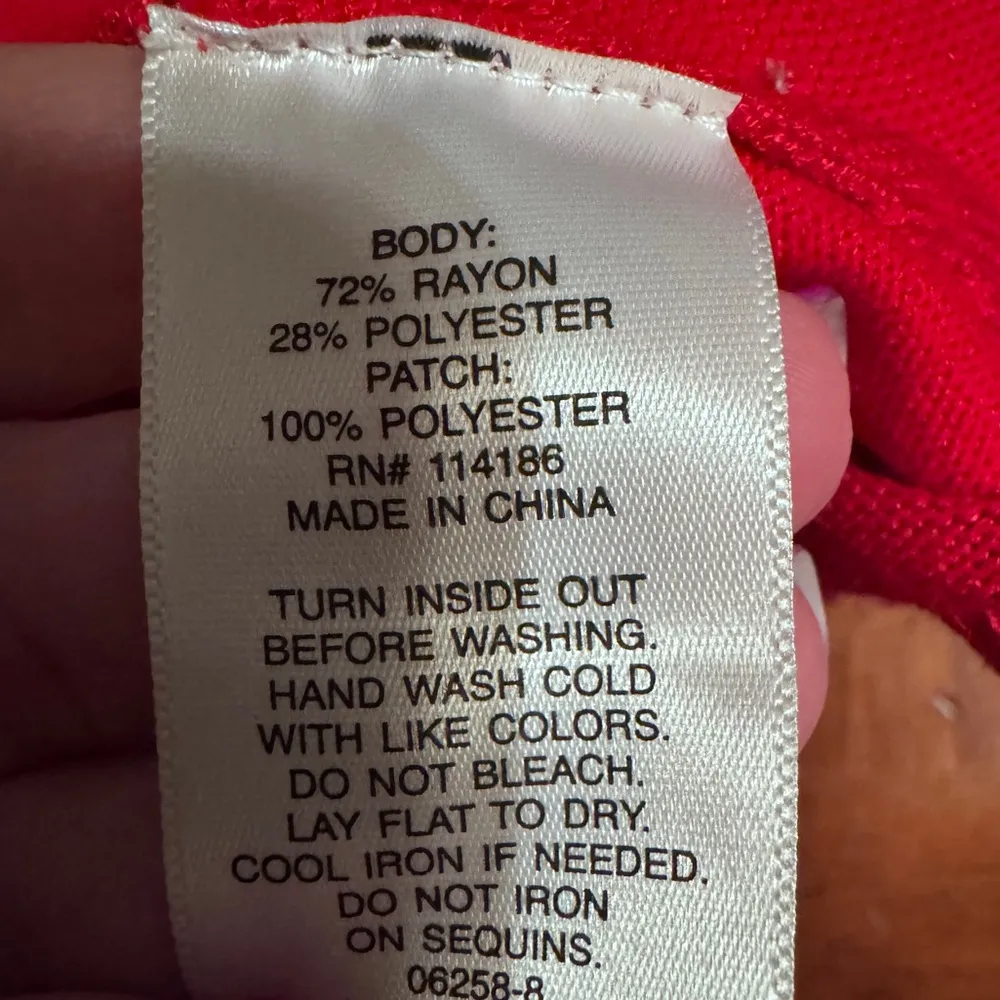 BODY:
72% RAYON
28% POLYESTER
PATCH:
100% POLYESTER
RN# 114186
MADE IN CHINA
TURN INSIDE OUT
BEFORE WASHING.
HAND WASH COLD
WITH LIKE COLORS.
DO NOT BLEACH.
LAY FLAT TO DRY.
COOL IRON IF NEEDED.
DO NOT IRON
ON SEQUINS.
06258-8